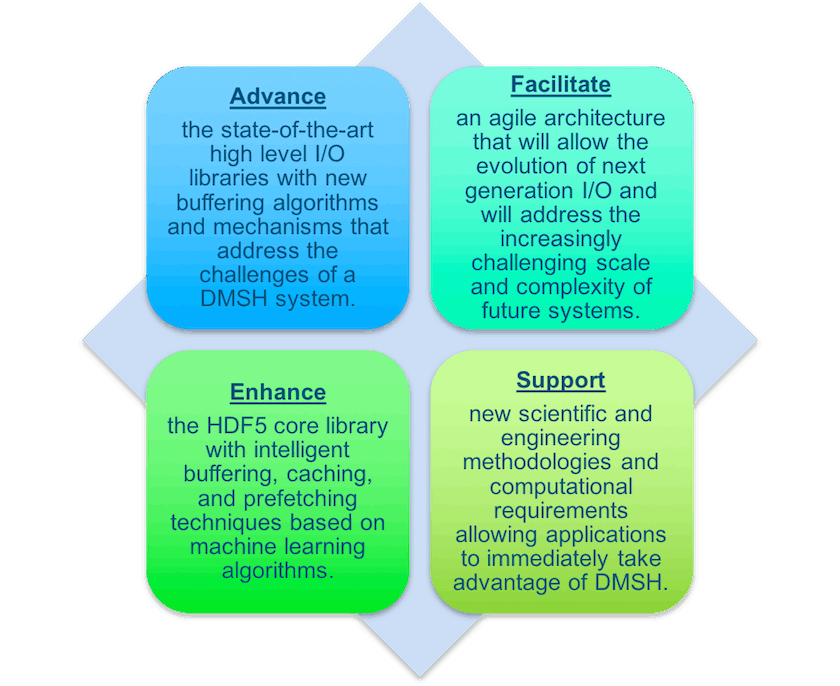 Advance
the state-of-the-art
high level I/O
libraries with new
buffering algorithms
and mechanisms that
address the
challenges of a
DMSH system.
Facilitate
an agile architecture
that will allow the
evolution of next
generation I/O and
will address the
increasingly
challenging scale
and complexity of
future systems.
Enhance
the HDF5 core library
with intelligent
buffering, caching,
and prefetching
techniques based on
machine learning
algorithms.
Support
new scientific and
engineering
methodologies and
computational
requirements
allowing applications
to immediately take
advantage of DMSH.